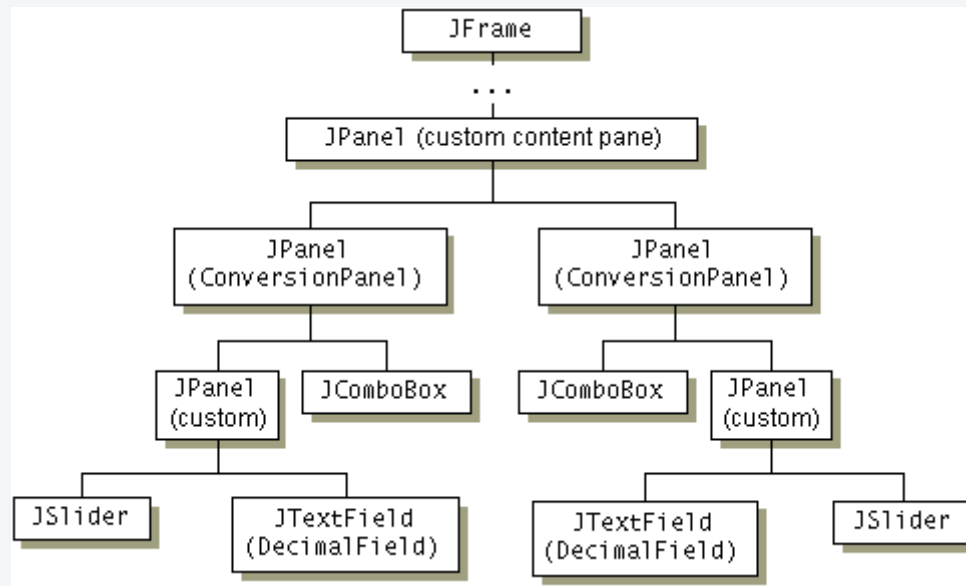 JFrame
...
JPanel (custom content pane)
JPanel
(ConversionPanel)
JPanel
(ConversionPanel)
JPanel
(custom)
JComboBox
JComboBox
JPanel
(custom)
JSlider
JTextField
(DecimalField)
JTextField
(DecimalField)
JSlider